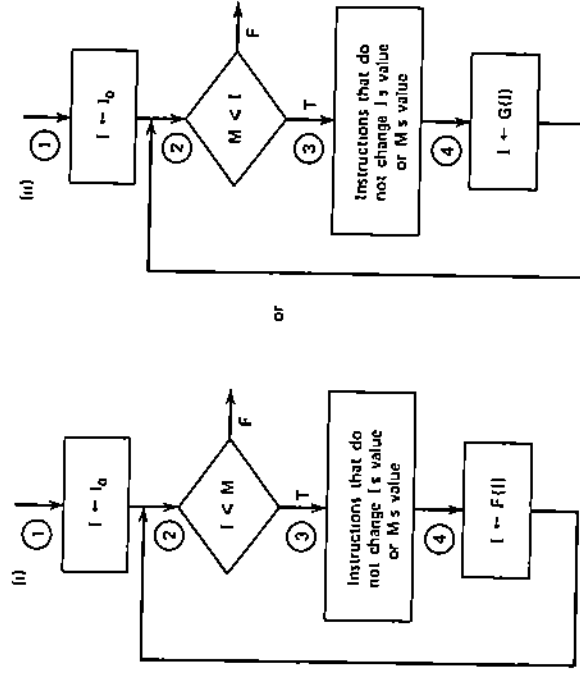 (i)
1
I ← I₀
2
I < M
F
T
3
Instructions that do
not change I s value
or M s value
4
I ← F(I)
or
(ii)
1
I ← I₀
2
M < I
F
T
3
Instructions that do
not change I s value
or M s value
4
I ← G(I)